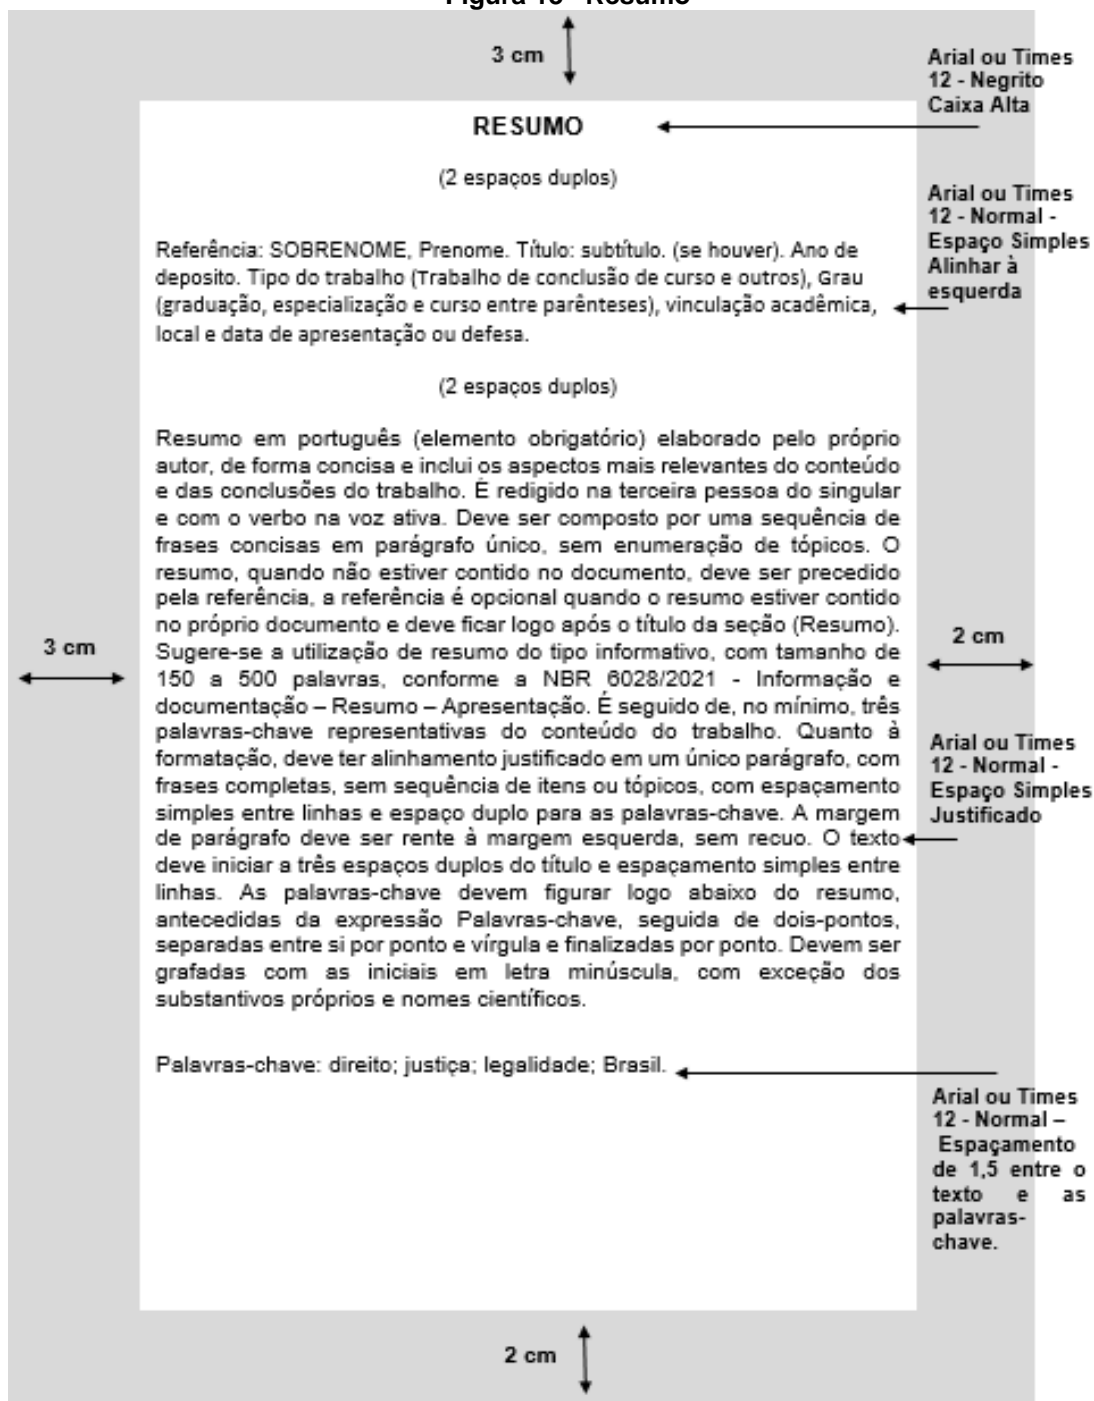 3 cm
Arial ou Times
12 - Negrito
Caixa Alta
RESUMO
(2 espaços duplos)
Arial ou Times
12 - Normal -
Espaço Simples
Alinhar à
esquerda
Referência: SOBRENOME, Prenome. Título: subtítulo. (se houver). Ano de
deposito. Tipo do trabalho (Trabalho de conclusão de curso e outros), Grau
(graduação, especialização e curso entre parênteses), vinculação acadêmica,
local e data de apresentação ou defesa.
(2 espaços duplos)
Resumo em português (elemento obrigatório) elaborado pelo próprio
autor, de forma concisa e inclui os aspectos mais relevantes do conteúdo
e das conclusões do trabalho. É redigido na terceira pessoa do singular
e com o verbo na voz ativa. Deve ser composto por uma sequência de
frases concisas em parágrafo único, sem enumeração de tópicos. O
resumo, quando não estiver contido no documento, deve ser precedido
pela referência, a referência é opcional quando o resumo estiver contido
no próprio documento e deve ficar logo após o título da seção (Resumo).
Sugere-se a utilização de resumo do tipo informativo, com tamanho de
150 a 500 palavras, conforme a NBR 6028/2021 - Informação e
documentação – Resumo – Apresentação. É seguido de, no mínimo, três
palavras-chave representativas do conteúdo do trabalho. Quanto à
formatação, deve ter alinhamento justificado em um único parágrafo, com
frases completas, sem sequência de itens ou tópicos, com espaçamento
simples entre linhas e espaço duplo para as palavras-chave. A margem
de parágrafo deve ser rente à margem esquerda, sem recuo. O texto
deve iniciar a três espaços duplos do título e espaçamento simples entre
linhas. As palavras-chave devem figurar logo abaixo do resumo,
antecedidas da expressão Palavras-chave, seguida de dois-pontos,
separadas entre si por ponto e vírgula e finalizadas por ponto. Devem ser
grafadas com as iniciais em letra minúscula, com exceção dos
substantivos próprios e nomes científicos.
3 cm
2 cm
Arial ou Times
12 - Normal -
Espaço Simples
Justificado
Palavras-chave: direito; justiça; legalidade; Brasil.
Arial ou Times
12 - Normal –
Espaçamento
de 1,5 entre o
texto e as
palavras-
chave.
2 cm